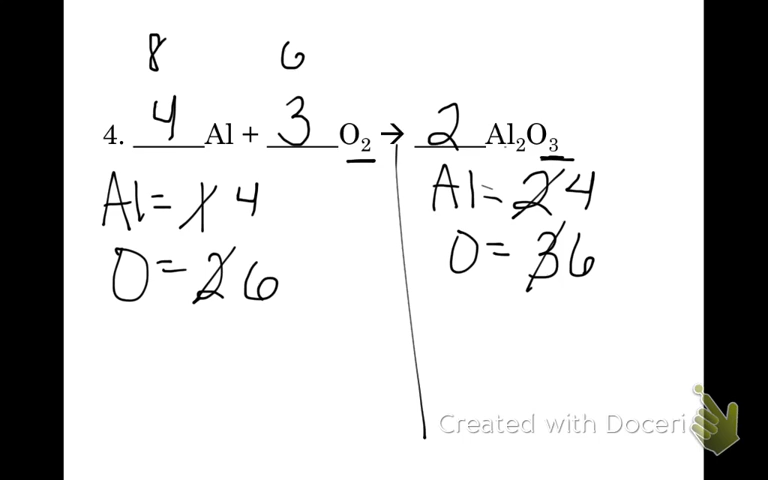 8 6
4. 4 Al + 3 O₂ → 2 Al₂O₃
Al = 1 4
Al = 2 4
O = 2 6
O = 3 6
Created with Doceri